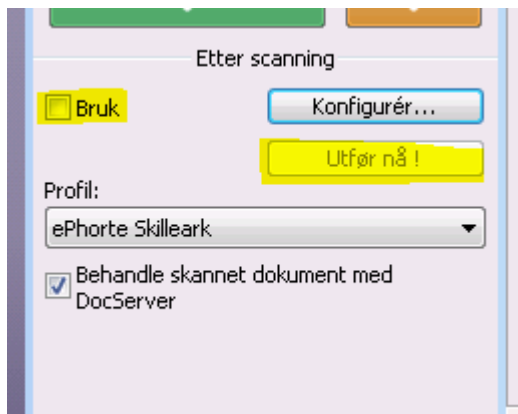 Etter scanning
Bruk
Konfigurér...
Utfør nå !
Profil:
ePhorte Skilleark
Behandle skannet dokument med
DocServer